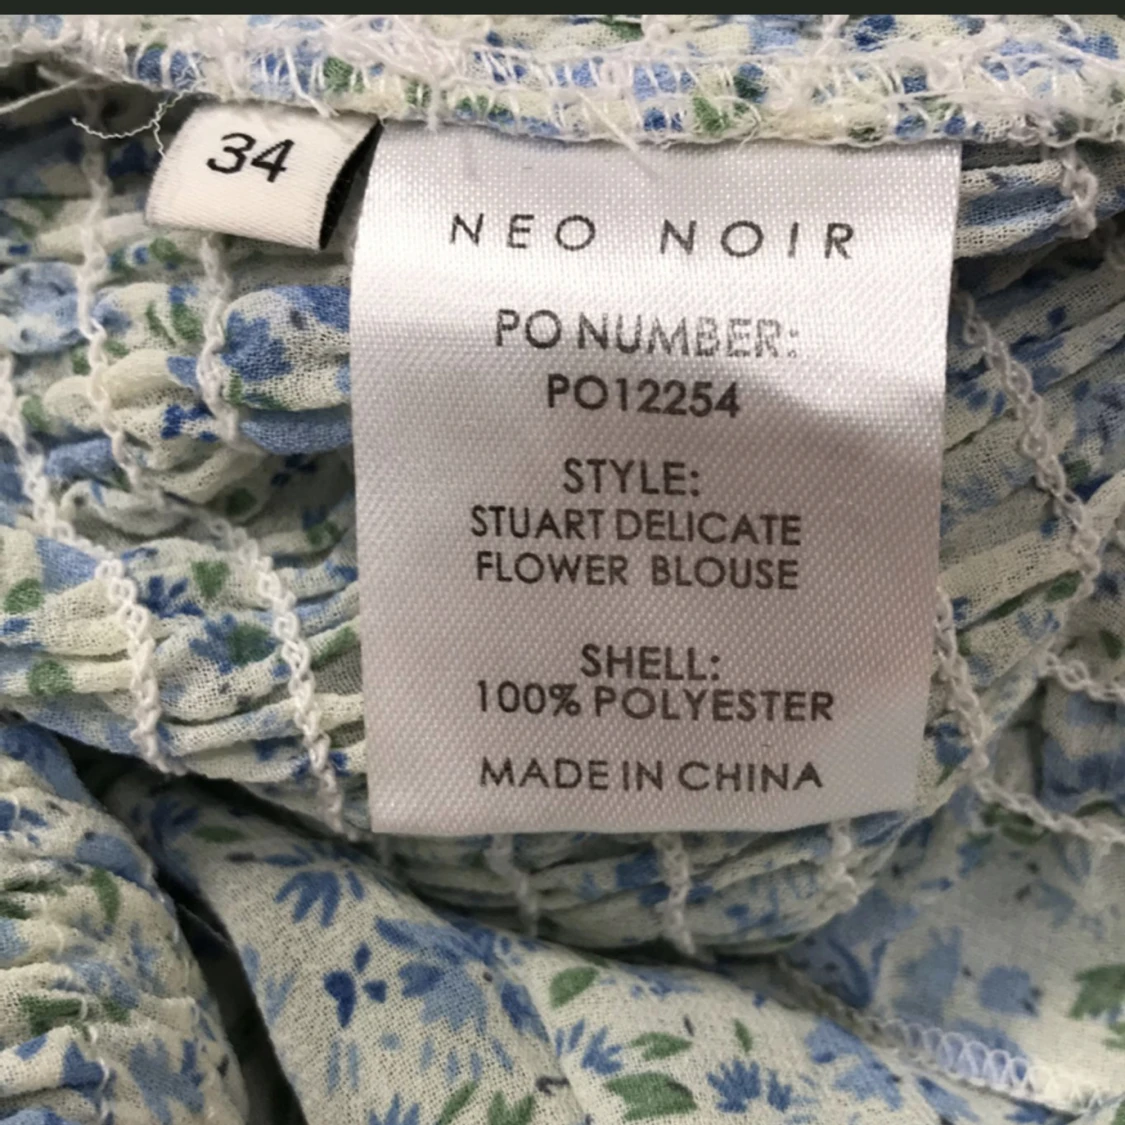 34
NEO NOIR
PO NUMBER:
PO12254
STYLE:
STUART DELICATE
FLOWER BLOUSE
SHELL:
100% POLYESTER
MADE IN CHINA